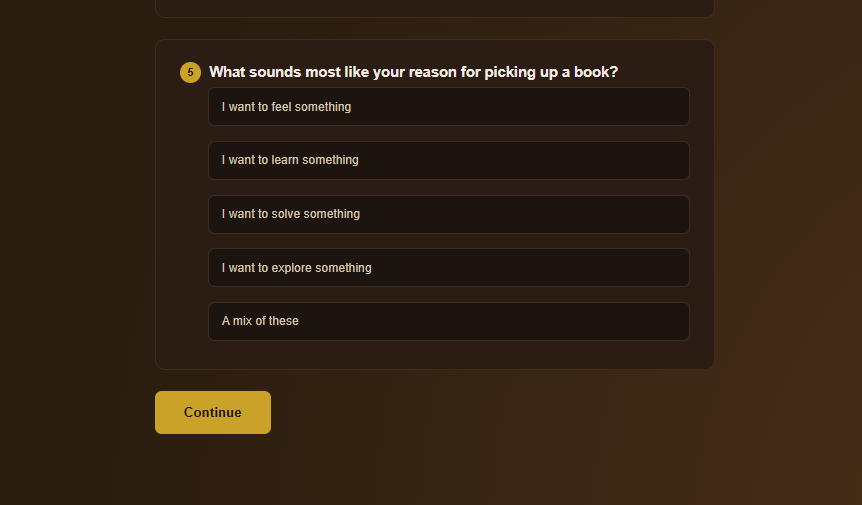 5 What sounds most like your reason for picking up a book?
I want to feel something
I want to learn something
I want to solve something
I want to explore something
A mix of these
Continue